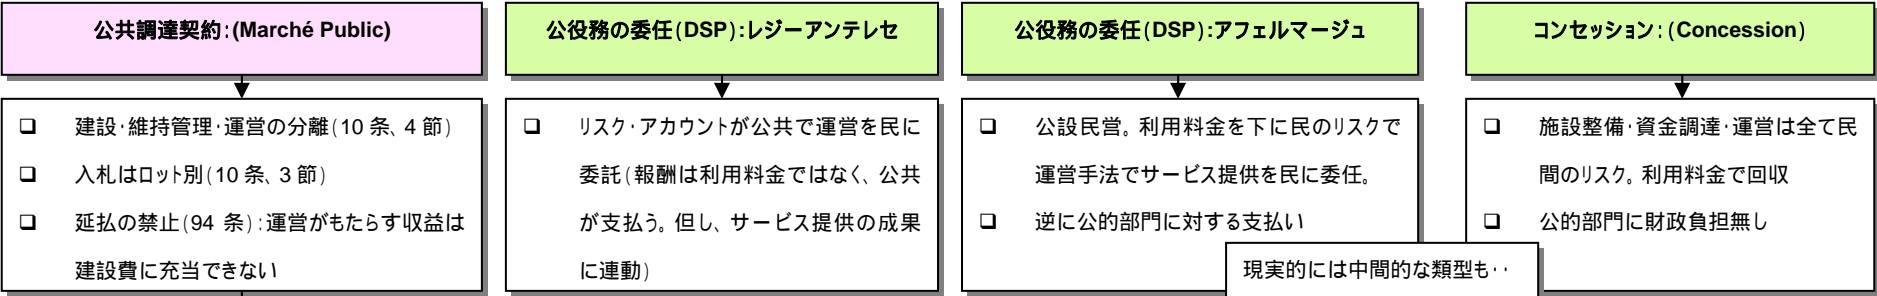 公共調達契約:(Marché Public)
❑ 建設・維持管理・運営の分離(10 条、4 節)
❑ 入札はロット別(10 条、3 節)
❑ 延払の禁止(94 条):運営がもたらす収益は
建設費に充当できない
公役務の委任(DSP):レジーアンテレセ
❑ リスク・アカウントが公共で運営を民に
委託(報酬は利用料金ではなく、公共
が支払う。但し、サービス提供の成果
に連動)
公役務の委任(DSP):アフェルマージュ
❑ 公設民営。利用料金を下に民のリスクで
運営手法でサービス提供を民に委任。
❑ 逆に公的部門に対する支払い
コンセッション:(Concession)
❑ 施設整備・資金調達・運営は全て民
間のリスク。利用料金で回収
❑ 公的部門に財政負担無し
現実的には中間的な類型も・・